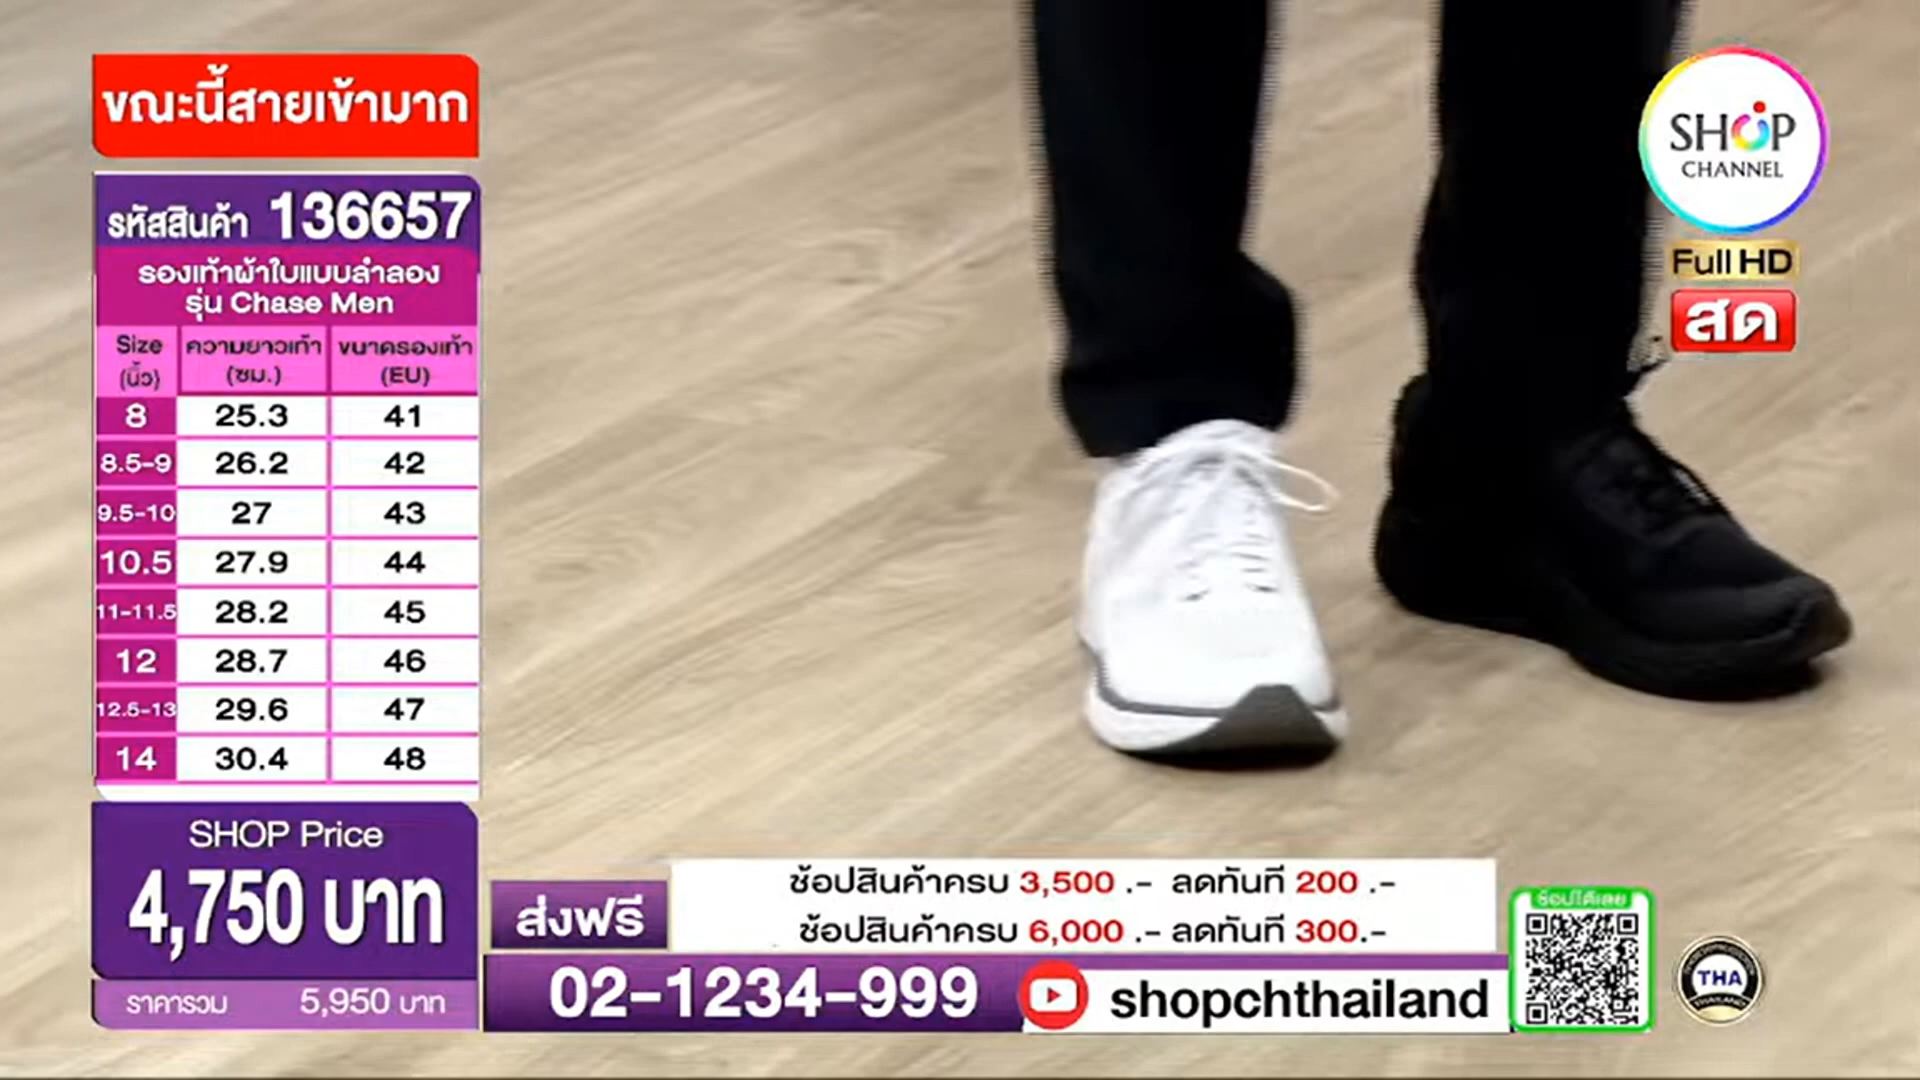 ขณะนี้สายเข้ามาก
รหัสสินค้า 136657
รองเท้าผ้าใบแบบลำลอง
รุ่น Chase Men
Size (นิ้ว) ความยาวเท้า (ซม.) ขนาดรองเท้า (EU)
8 25.3 41
8.5-9 26.2 42
9.5-10 27 43
10.5 27.9 44
11-11.5 28.2 45
12 28.7 46
12.5-13 29.6 47
14 30.4 48
SHOP Price
4,750 บาท
ราคารวม 5,950 บาท
SHOP
CHANNEL
Full HD
สด
ส่งฟรี
ช้อปสินค้าครบ 3,500 .- ลดทันที 200 .-
ช้อปสินค้าครบ 6,000 .- ลดทันที 300.-
02-1234-999
shopchthailand
ช้อปได้เลย
THA